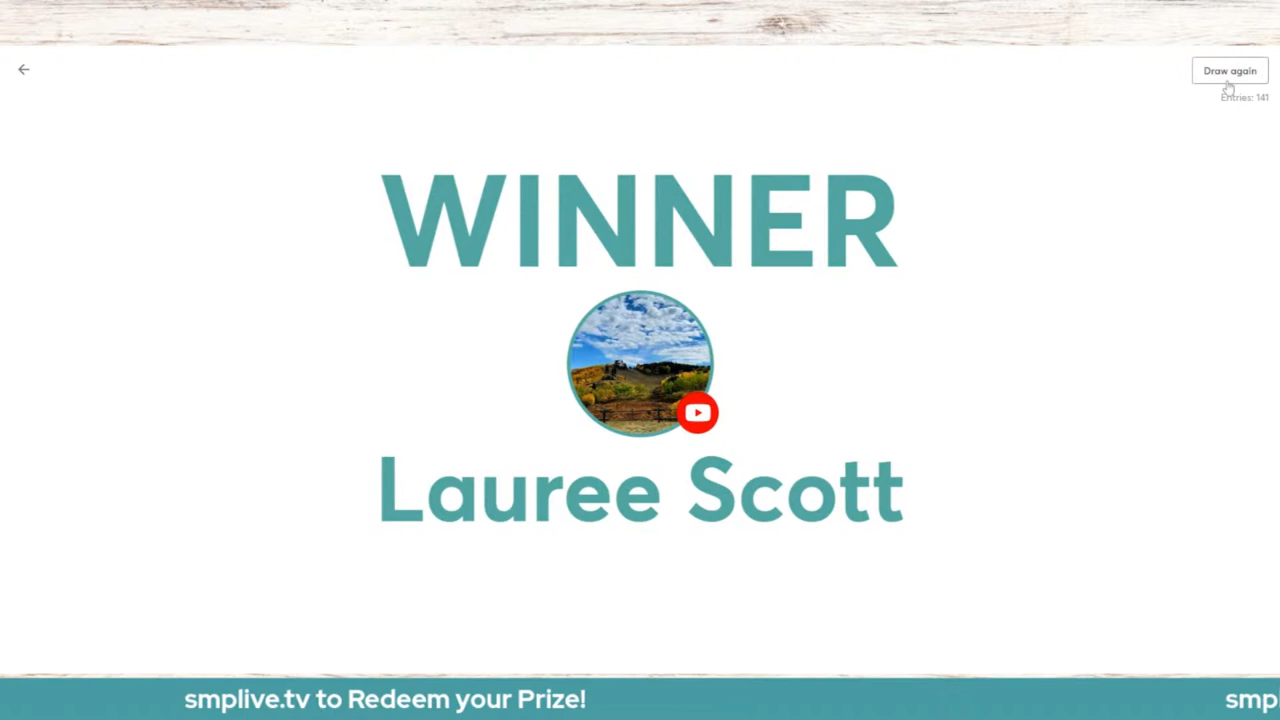 Draw again
Entries: 141
WINNER
Lauree Scott
smplive.tv to Redeem your Prize!
smp